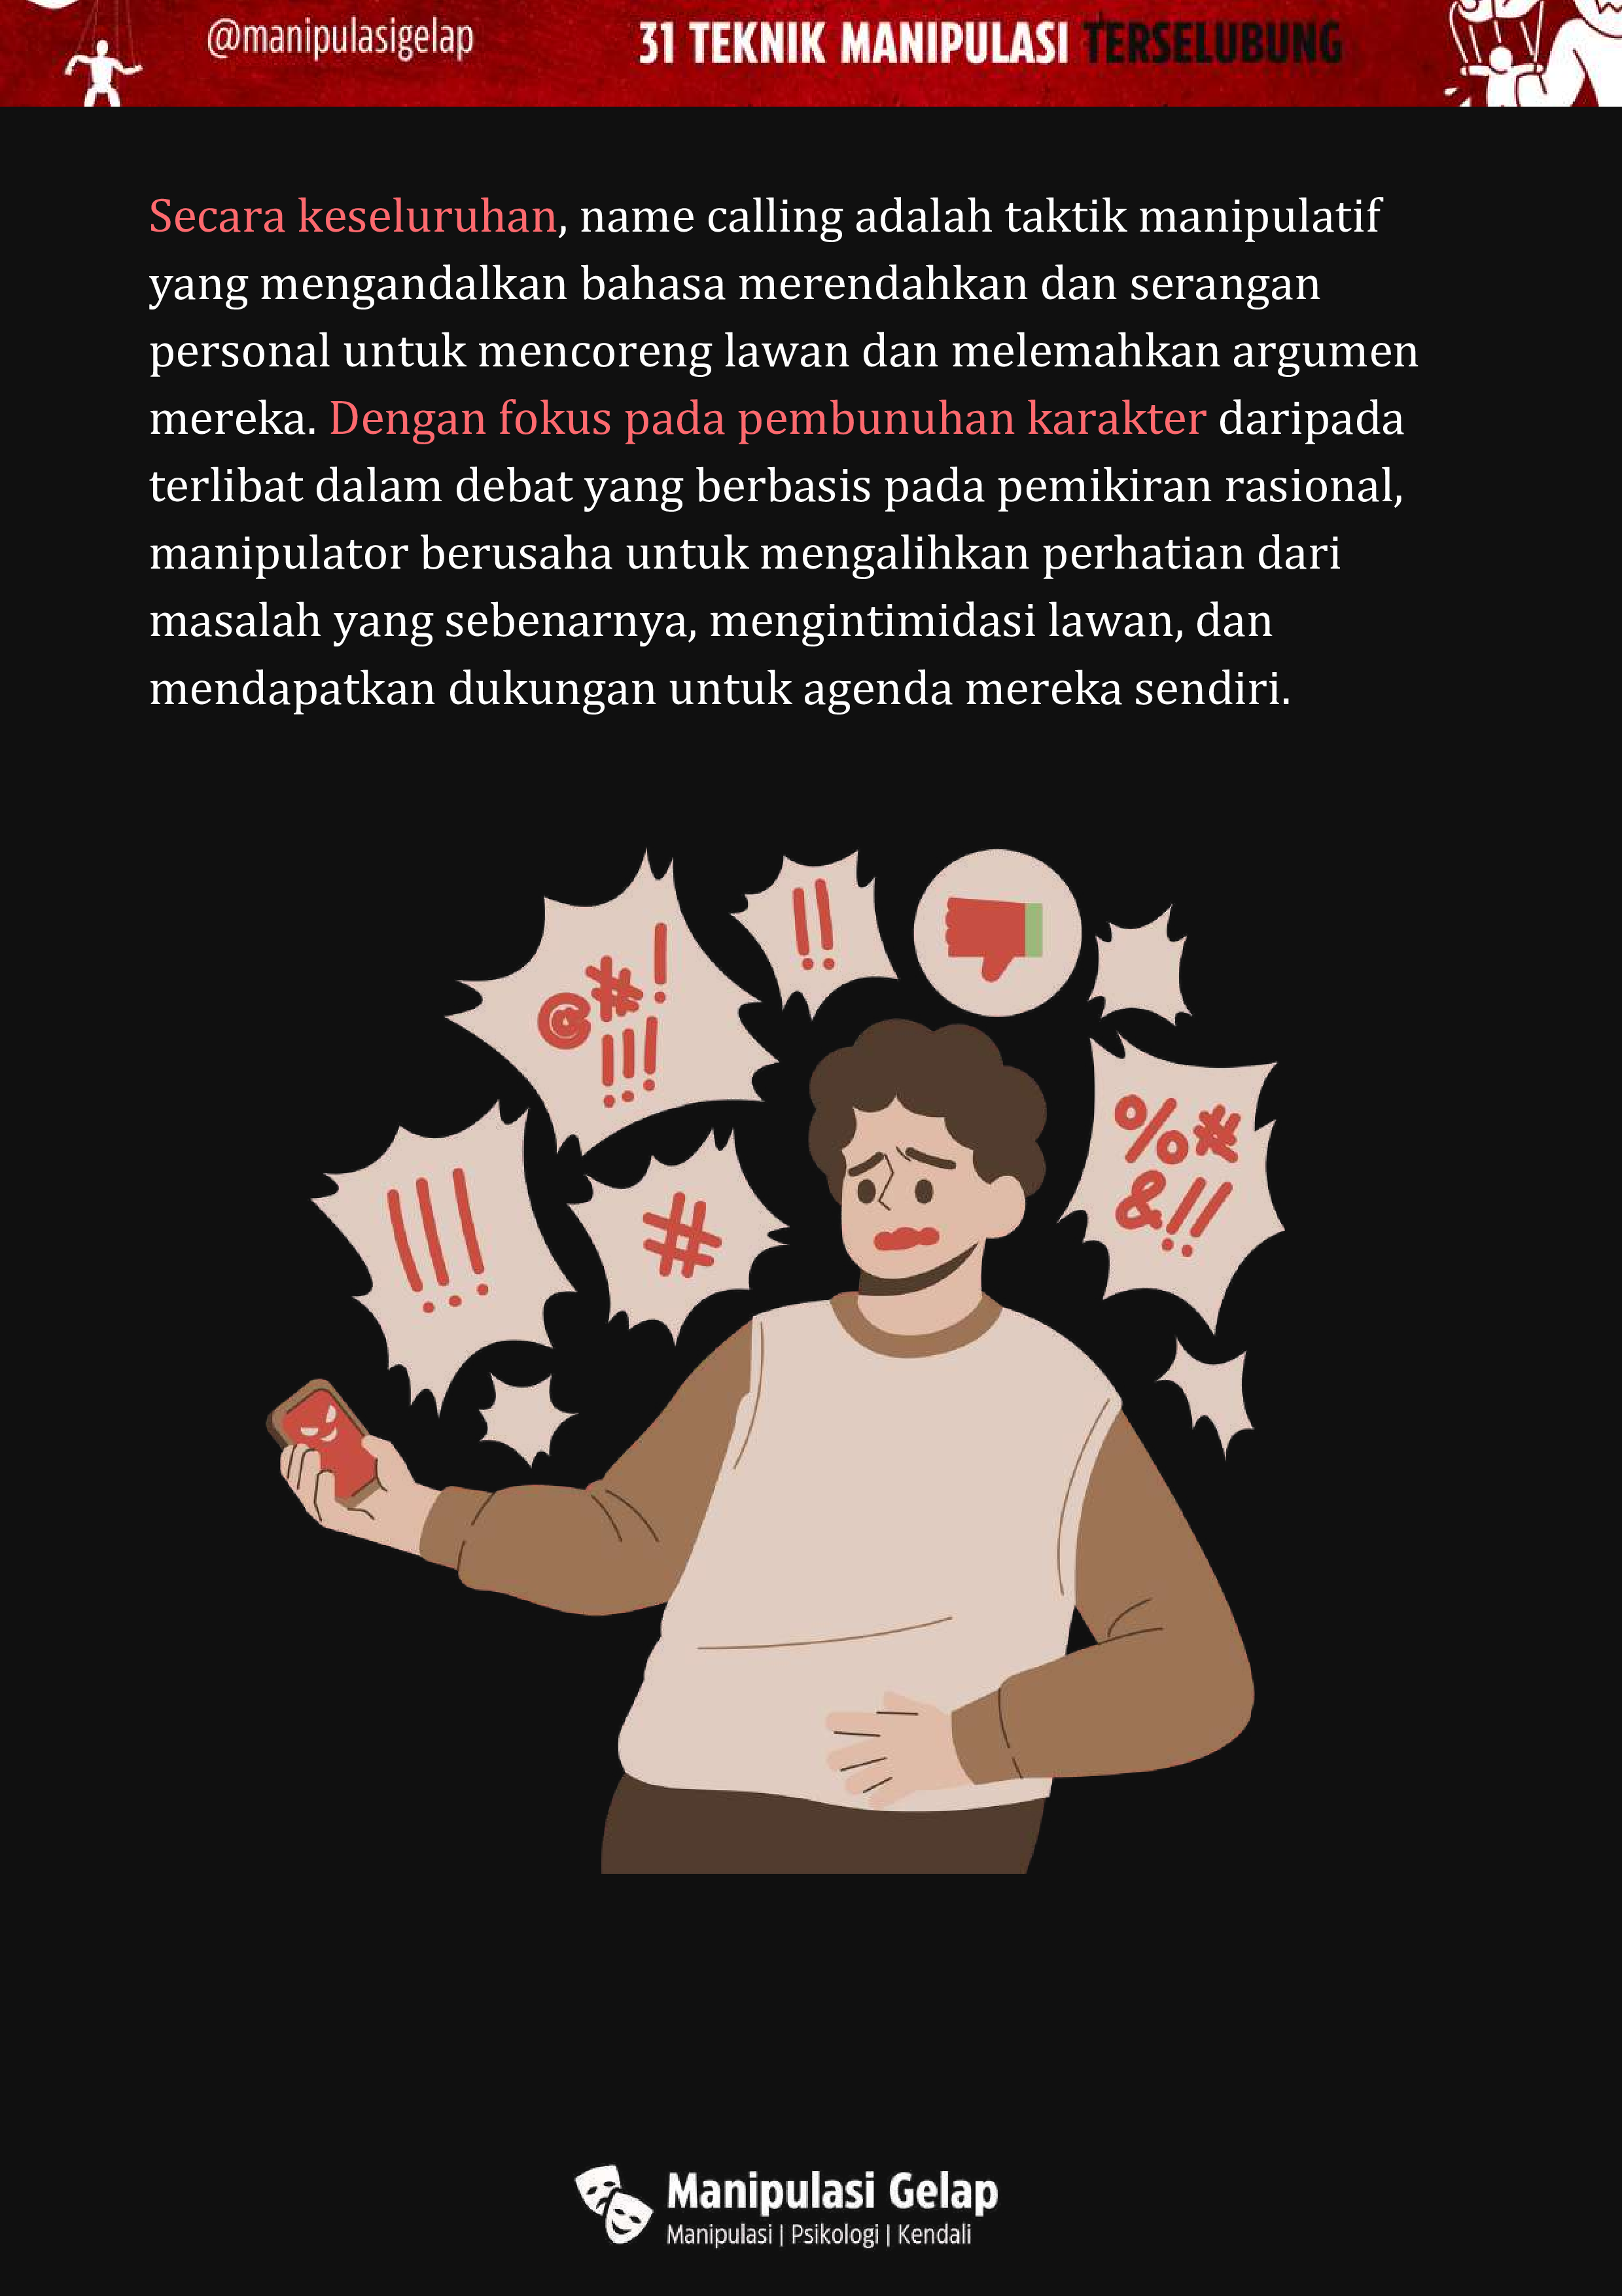 @manipulasigelap
31 TEKNIK MANIPULASI TERSELUBUNG
Secara keseluruhan, name calling adalah taktik manipulatif
yang mengandalkan bahasa merendahkan dan serangan
personal untuk mencoreng lawan dan melemahkan argumen
mereka. Dengan fokus pada pembunuhan karakter daripada
terlibat dalam debat yang berbasis pada pemikiran rasional,
manipulator berusaha untuk mengalihkan perhatian dari
masalah yang sebenarnya, mengintimidasi lawan, dan
mendapatkan dukungan untuk agenda mereka sendiri.
!!
@*!
!!!
%*
&!!
!!!
#
Manipulasi Gelap
Manipulasi | Psikologi | Kendali